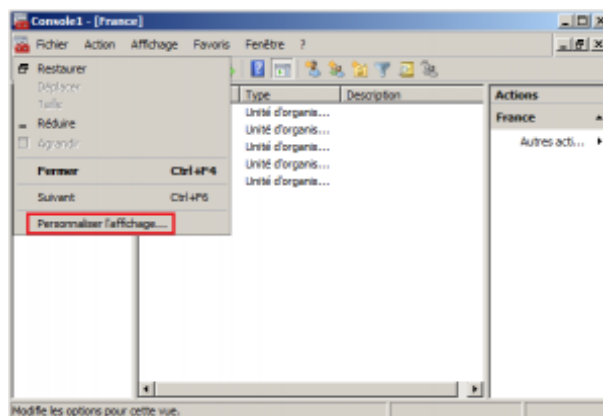 Console1 - [France]
Fichier Action Affichage Favoris Fenêtre ?
Restaurer
Déplacer
Taille
Réduire
Agrandir
Fermer Ctrl+F4
Suivant Ctrl+F6
Personnaliser l'affichage...
Type Description
Unité d'organis...
Unité d'organis...
Unité d'organis...
Unité d'organis...
Unité d'organis...
Actions
France
Autres acti...
Modifie les options pour cette vue.